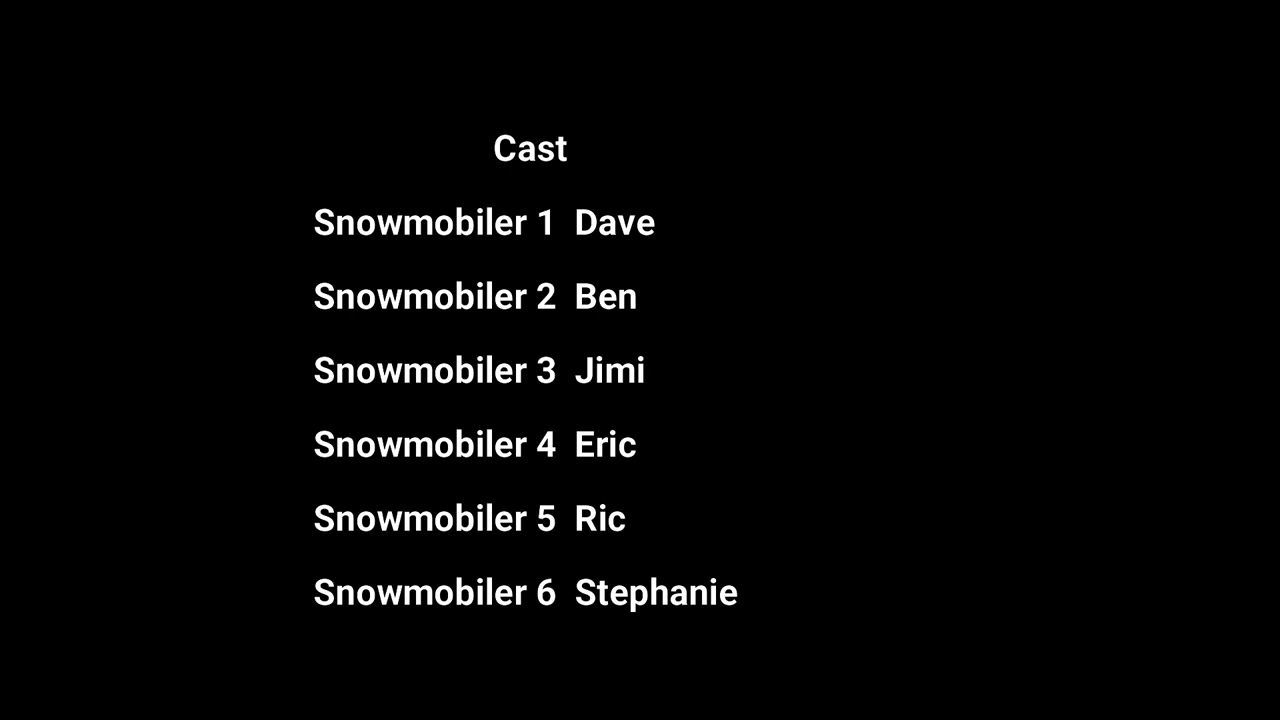 Cast
Snowmobiler 1 Dave
Snowmobiler 2 Ben
Snowmobiler 3 Jimi
Snowmobiler 4 Eric
Snowmobiler 5 Ric
Snowmobiler 6 Stephanie